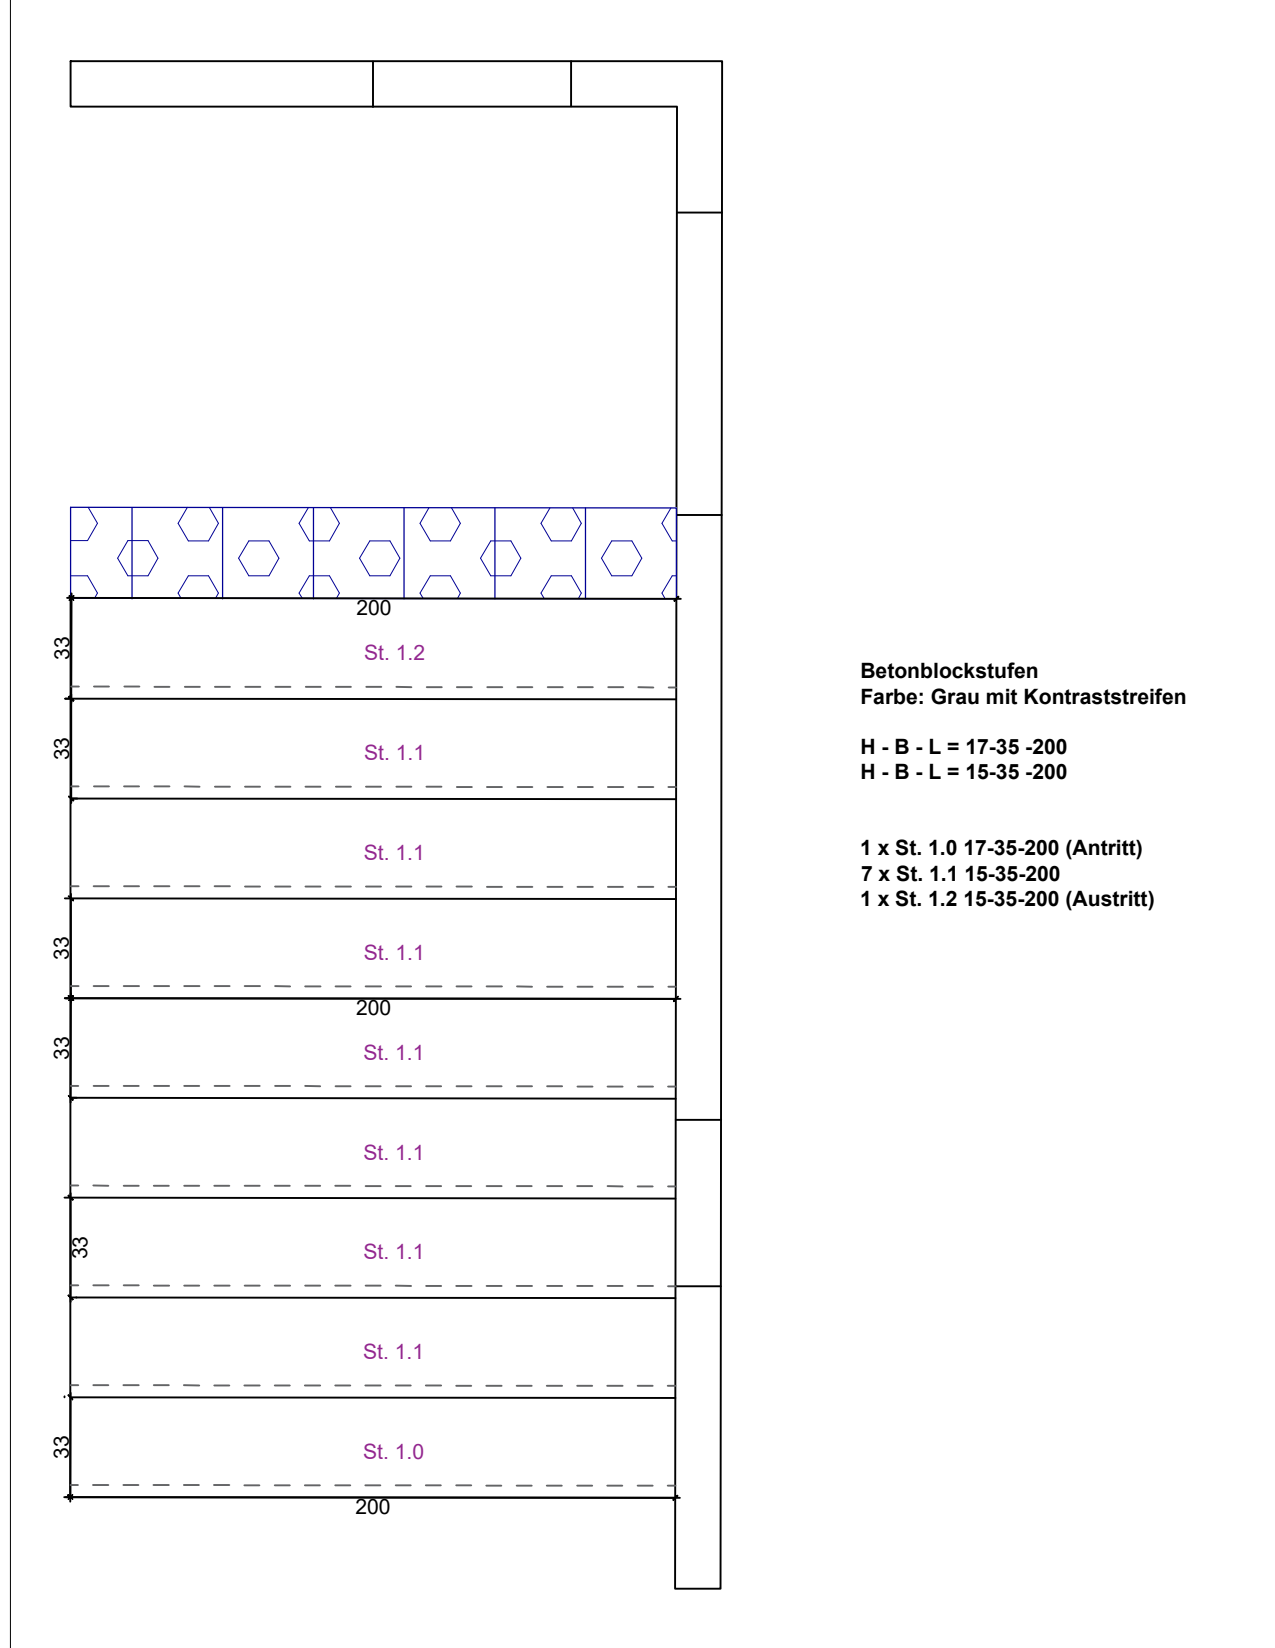 200
33
St. 1.2
Betonblockstufen
Farbe: Grau mit Kontraststreifen
33
St. 1.1
H - B - L = 17-35 -200
H - B - L = 15-35 -200
St. 1.1
1 x St. 1.0 17-35-200 (Antritt)
7 x St. 1.1 15-35-200
1 x St. 1.2 15-35-200 (Austritt)
33
St. 1.1
200
33
St. 1.1
St. 1.1
33
St. 1.1
St. 1.1
33
St. 1.0
200